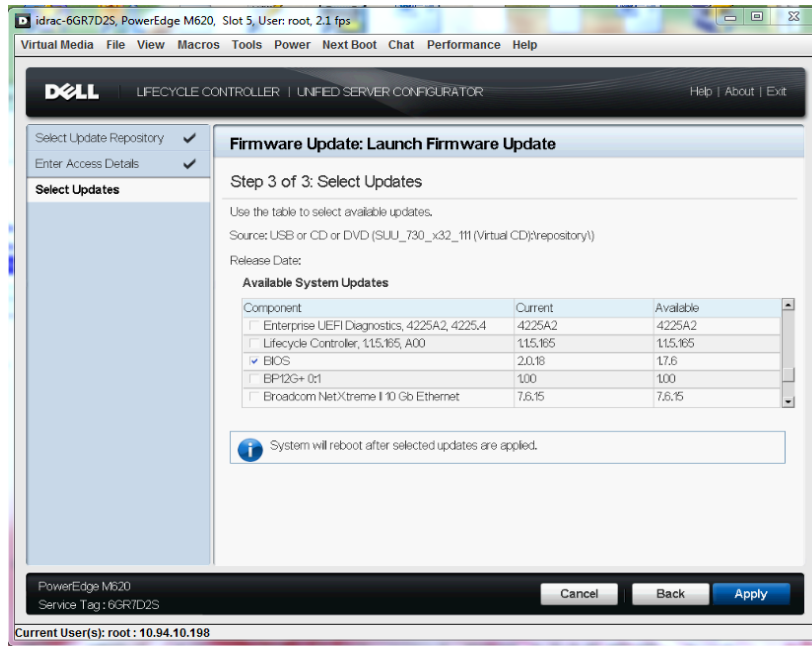 idrac-6GR7D2S, PowerEdge M620, Slot 5, User: root, 2.1 fps
Virtual Media File View Macros Tools Power Next Boot Chat Performance Help
DELL LIFECYCLE CONTROLLER | UNIFIED SERVER CONFIGURATOR Help | About | Exit
Select Update Repository
Enter Access Details
Select Updates
Firmware Update: Launch Firmware Update
Step 3 of 3: Select Updates
Use the table to select available updates.
Source: USB or CD or DVD (SUU_730_x32_111 (Virtual CD):\repository\)
Release Date:
Available System Updates
Component Current Available
Enterprise UEFI Diagnostics, 4225A2, 4225.4 4225A2 4225A2
Lifecycle Controller, 1.1.5.165, A00 1.1.5.165 1.1.5.165
BIOS 2.0.18 1.7.6
BP12G+ 0:1 1.00 1.00
Broadcom NetXtreme II 10 Gb Ethernet 7.6.15 7.6.15
System will reboot after selected updates are applied.
PowerEdge M620
Service Tag : 6GR7D2S
Cancel Back Apply
Current User(s): root : 10.94.10.198